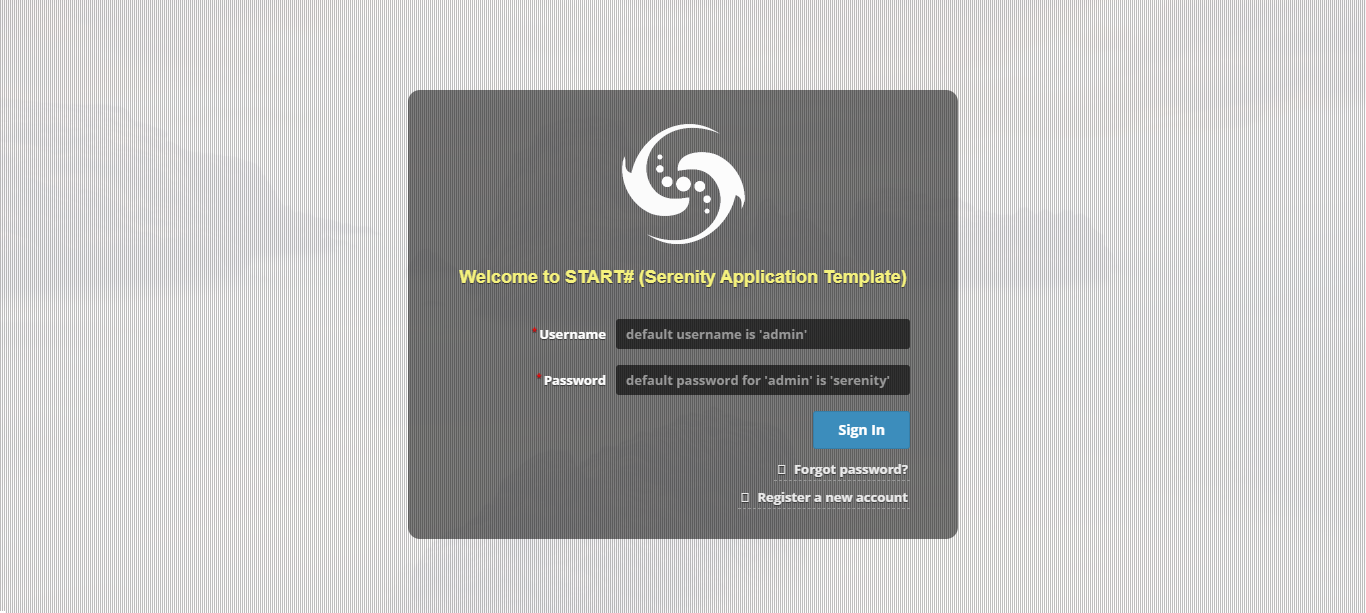 Welcome to START# (Serenity Application Template)
*Username
default username is 'admin'
*Password
default password for 'admin' is 'serenity'
Sign In
Forgot password?
Register a new account